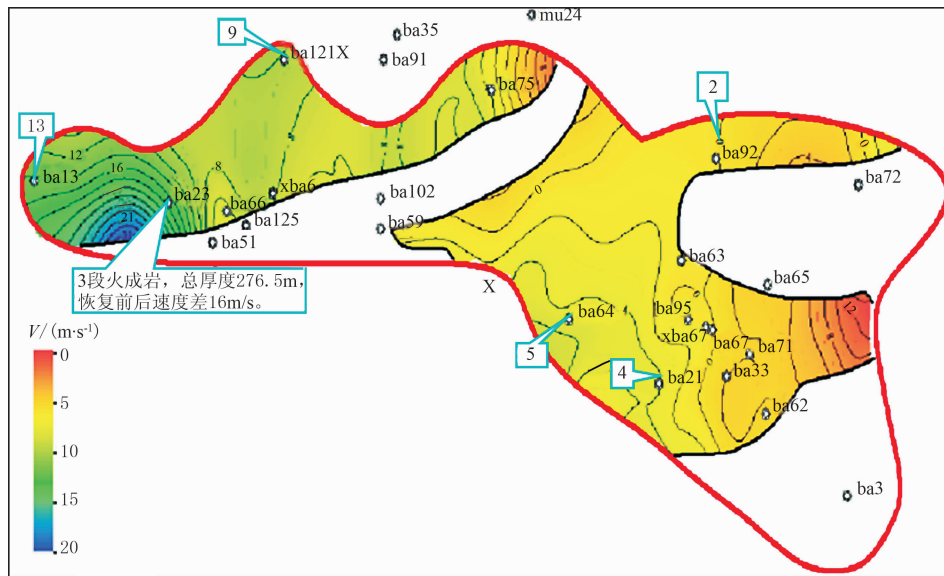 mu24
ba35
9
ba121X
ba91
ba75
2
ba92
13
12
16
ba13
ba23
8
xba6
ba66
ba125
ba51
21
ba102
ba59
0
0
ba72
3段火成岩，总厚度276.5m，
恢复前后速度差16m/s。
X
ba63
ba65
ba64
5
ba95
xba67
ba67
ba71
12
4
ba21
ba33
ba62
ba3
V/(m·s⁻¹)
0
5
10
15
20